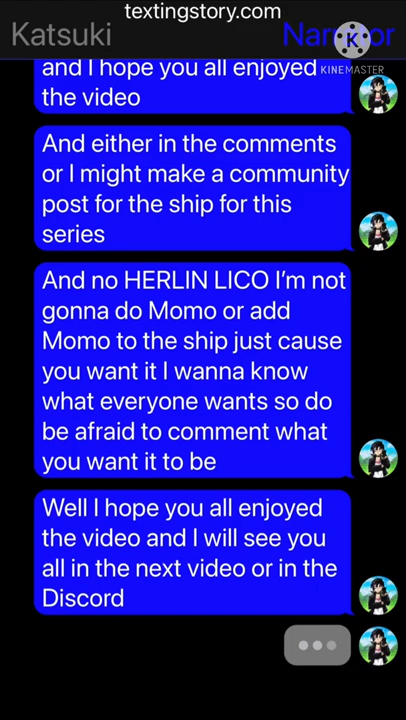 textingstory.com
Katsuki
Nar
or
K
KINEMASTER
and I hope you all enjoyed
the video
And either in the comments
or I might make a community
post for the ship for this
series
And no HERLIN LICO I'm not
gonna do Momo or add
Momo to the ship just cause
you want it I wanna know
what everyone wants so do
be afraid to comment what
you want it to be
Well I hope you all enjoyed
the video and I will see you
all in the next video or in the
Discord